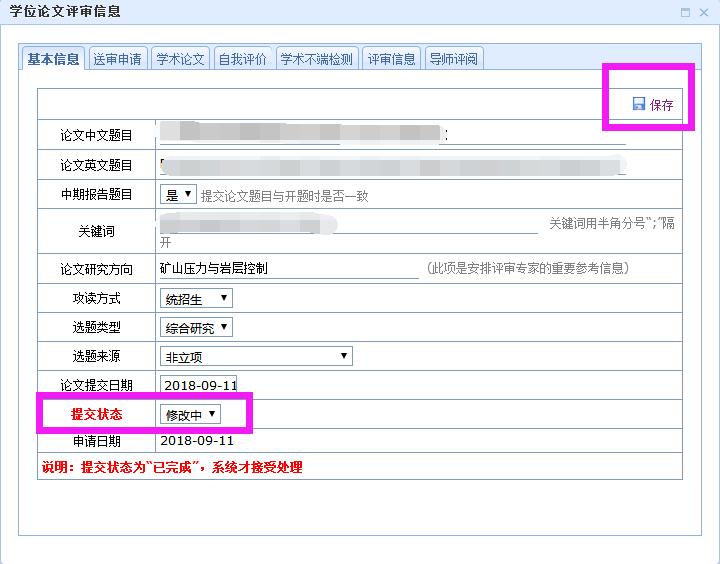 学位论文评审信息
基本信息 送审申请 学术论文 自我评价 学术不端检测 评审信息 导师评阅
保存
论文中文题目
论文英文题目
中期报告题目 是 提交论文题目与开题时是否一致
关键词 关键词用半角分号“;”隔
开
论文研究方向 矿山压力与岩层控制 (此项是安排评审专家的重要参考信息)
攻读方式 统招生
选题类型 综合研究
选题来源 非立项
论文提交日期 2018-09-11
提交状态 修改中
申请日期 2018-09-11
说明：提交状态为“已完成”，系统才接受处理